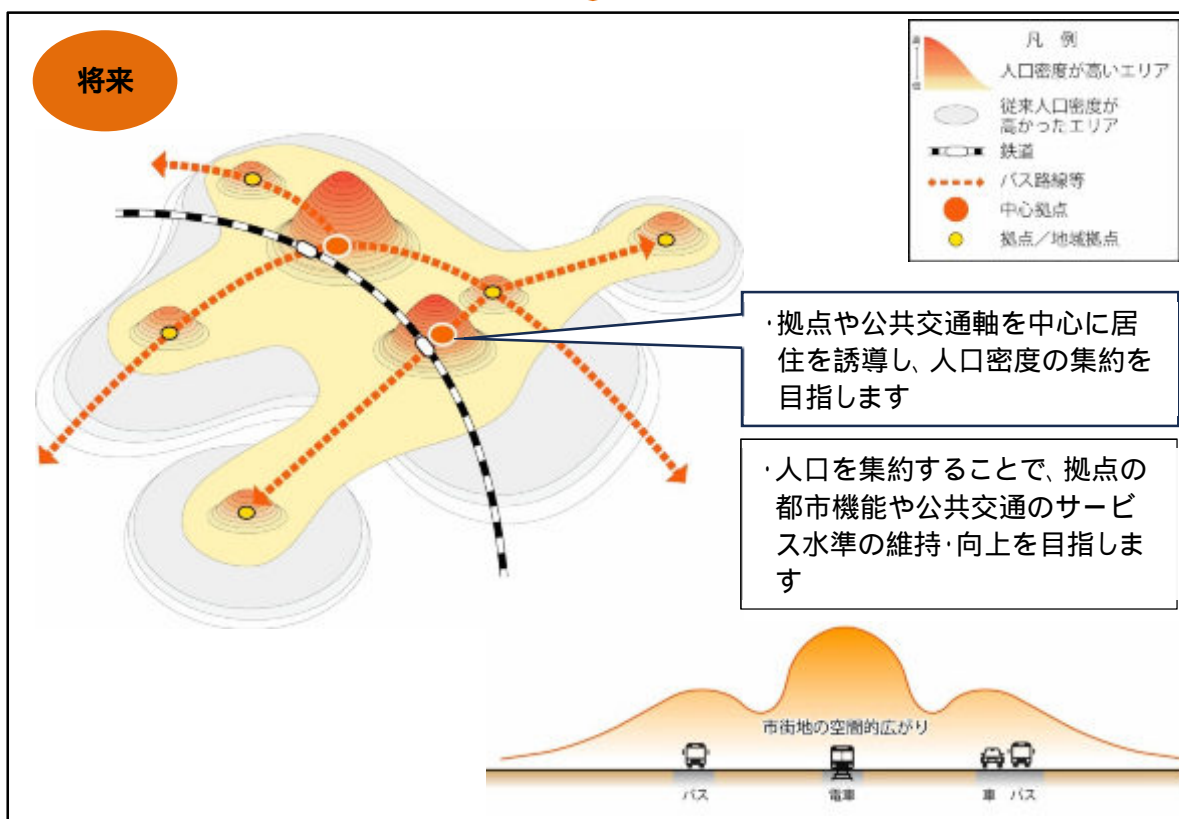 将来
凡 例
高
低
人口密度が高いエリア
従来人口密度が
高かったエリア
鉄道
バス路線等
中心拠点
拠点／地域拠点
･拠点や公共交通軸を中心に居
住を誘導し、人口密度の集約を
目指します
･人口を集約することで、拠点の
都市機能や公共交通のサービ
ス水準の維持･向上を目指しま
す
市街地の空間的広がり
バス
電車
車 バス